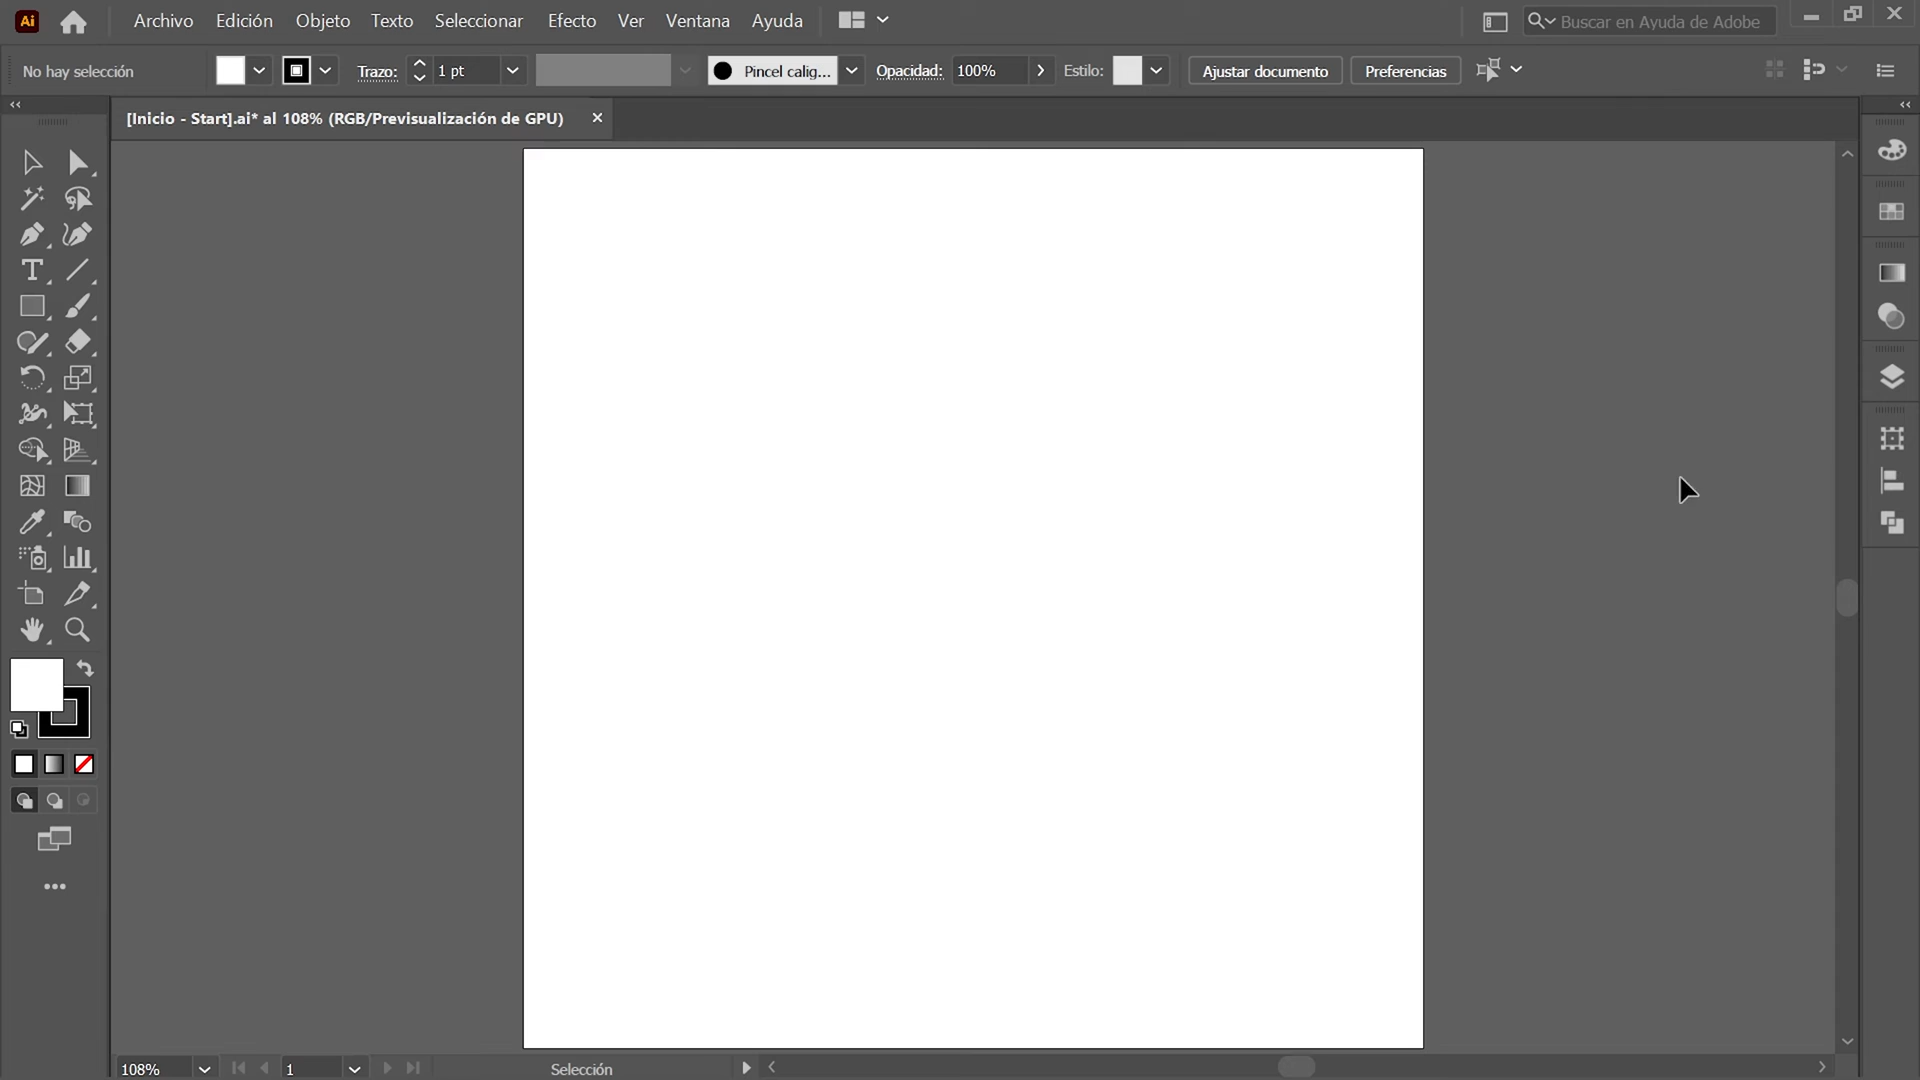 Ai
Archivo Edición Objeto Texto Seleccionar Efecto Ver Ventana Ayuda
Buscar en Ayuda de Adobe
No hay selección
Trazo: 1 pt
Pincel calig...
Opacidad: 100%
Estilo:
Ajustar documento
Preferencias
[Inicio - Start].ai* al 108% (RGB/Previsualización de GPU)
108%
1
Selección